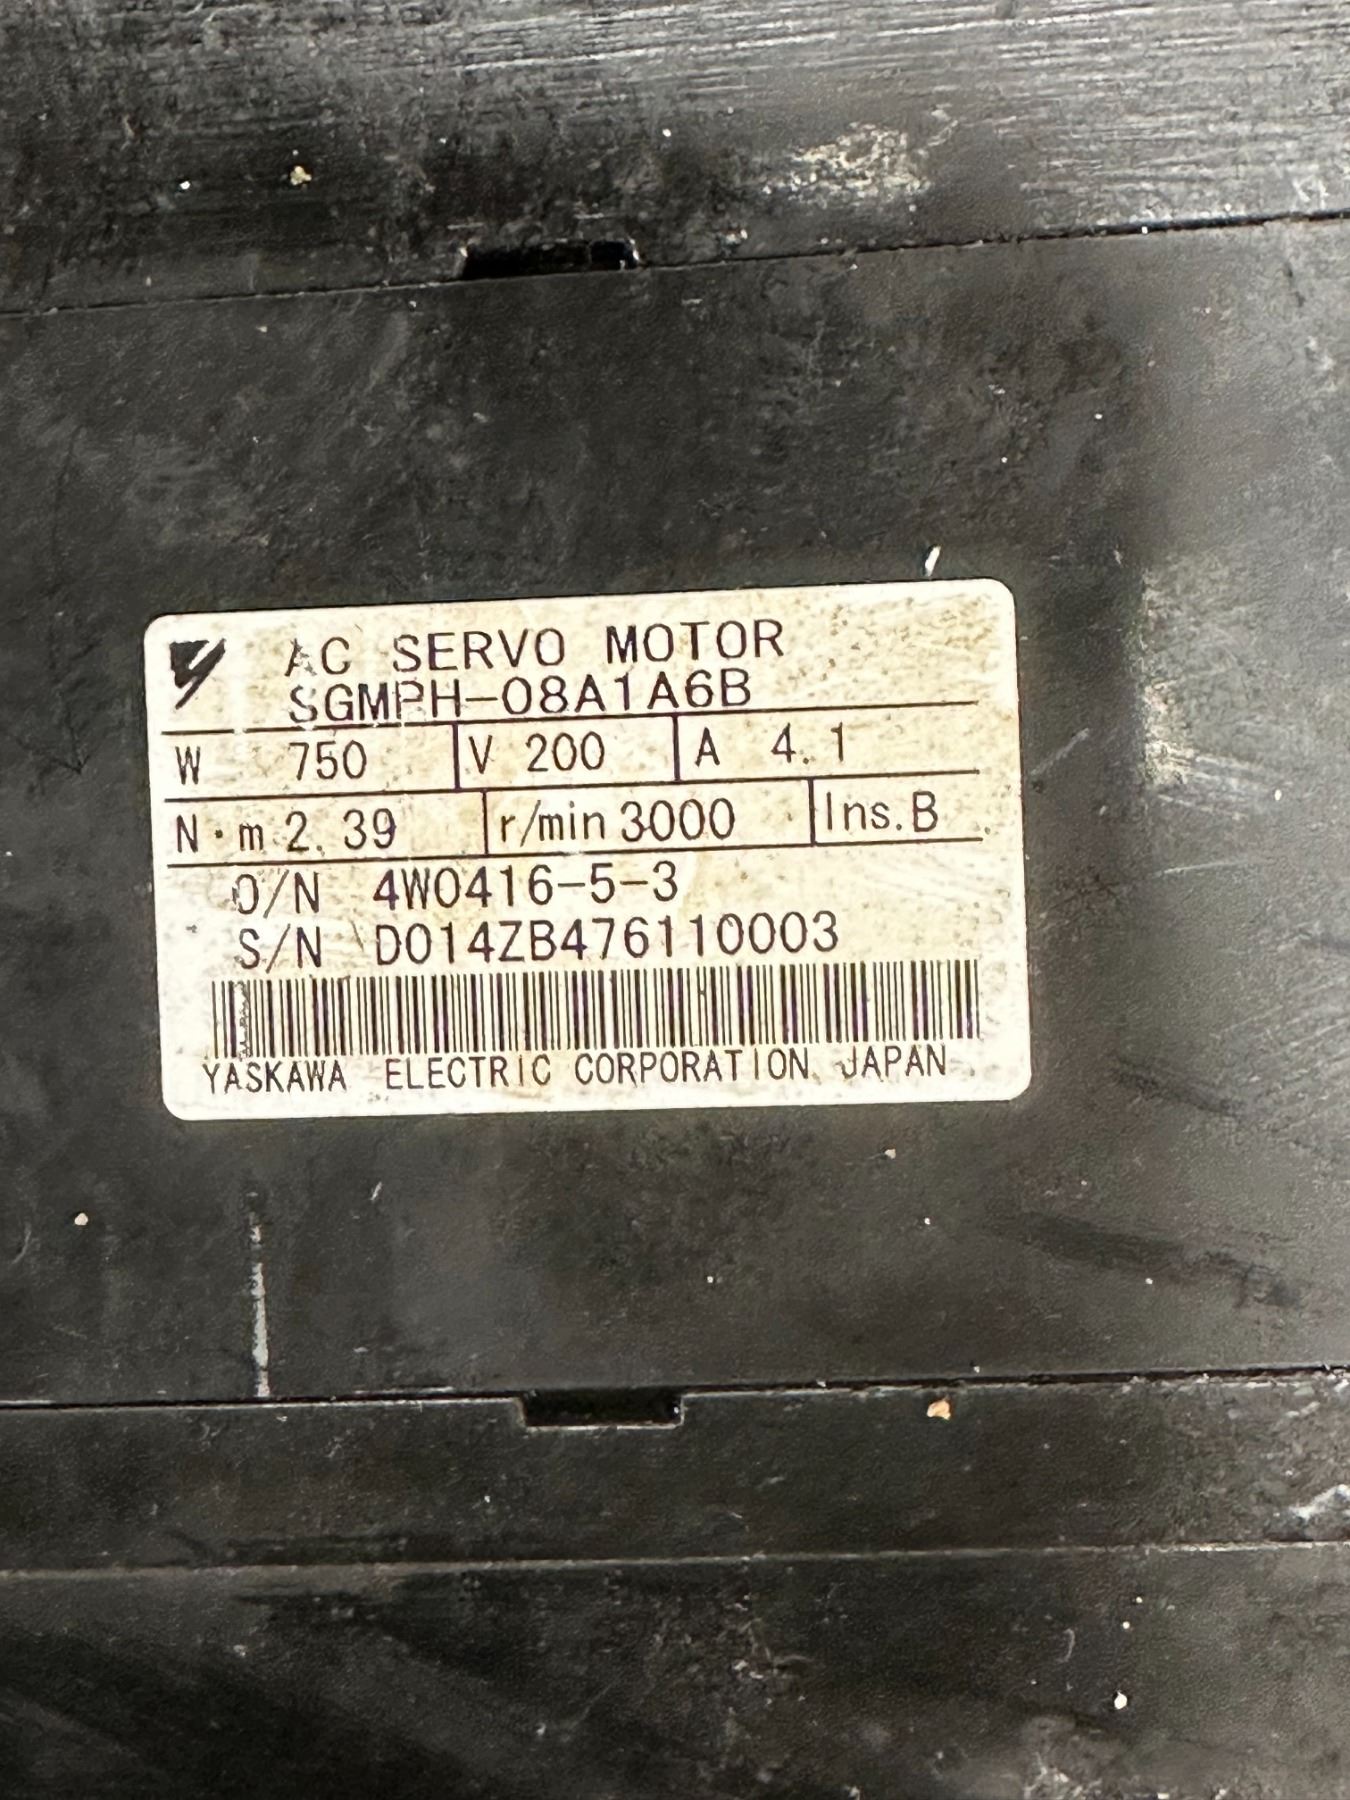 AC SERVO MOTOR
SGMPH-08A1A6B
W 750 V 200 A 4.1
N·m 2.39 r/min 3000 Ins.B
O/N 4W0416-5-3
S/N D014ZB476110003
YASKAWA ELECTRIC CORPORATION JAPAN